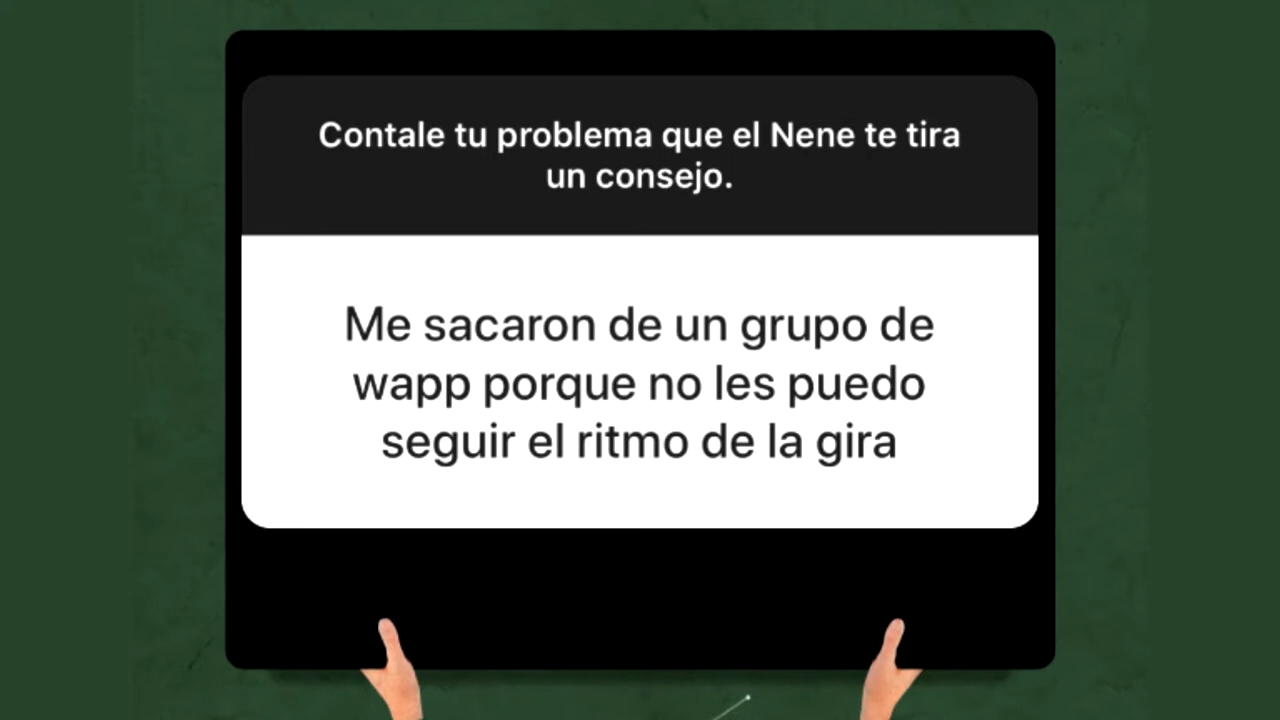 Contale tu problema que el Nene te tira
un consejo.
Me sacaron de un grupo de
wapp porque no les puedo
seguir el ritmo de la gira